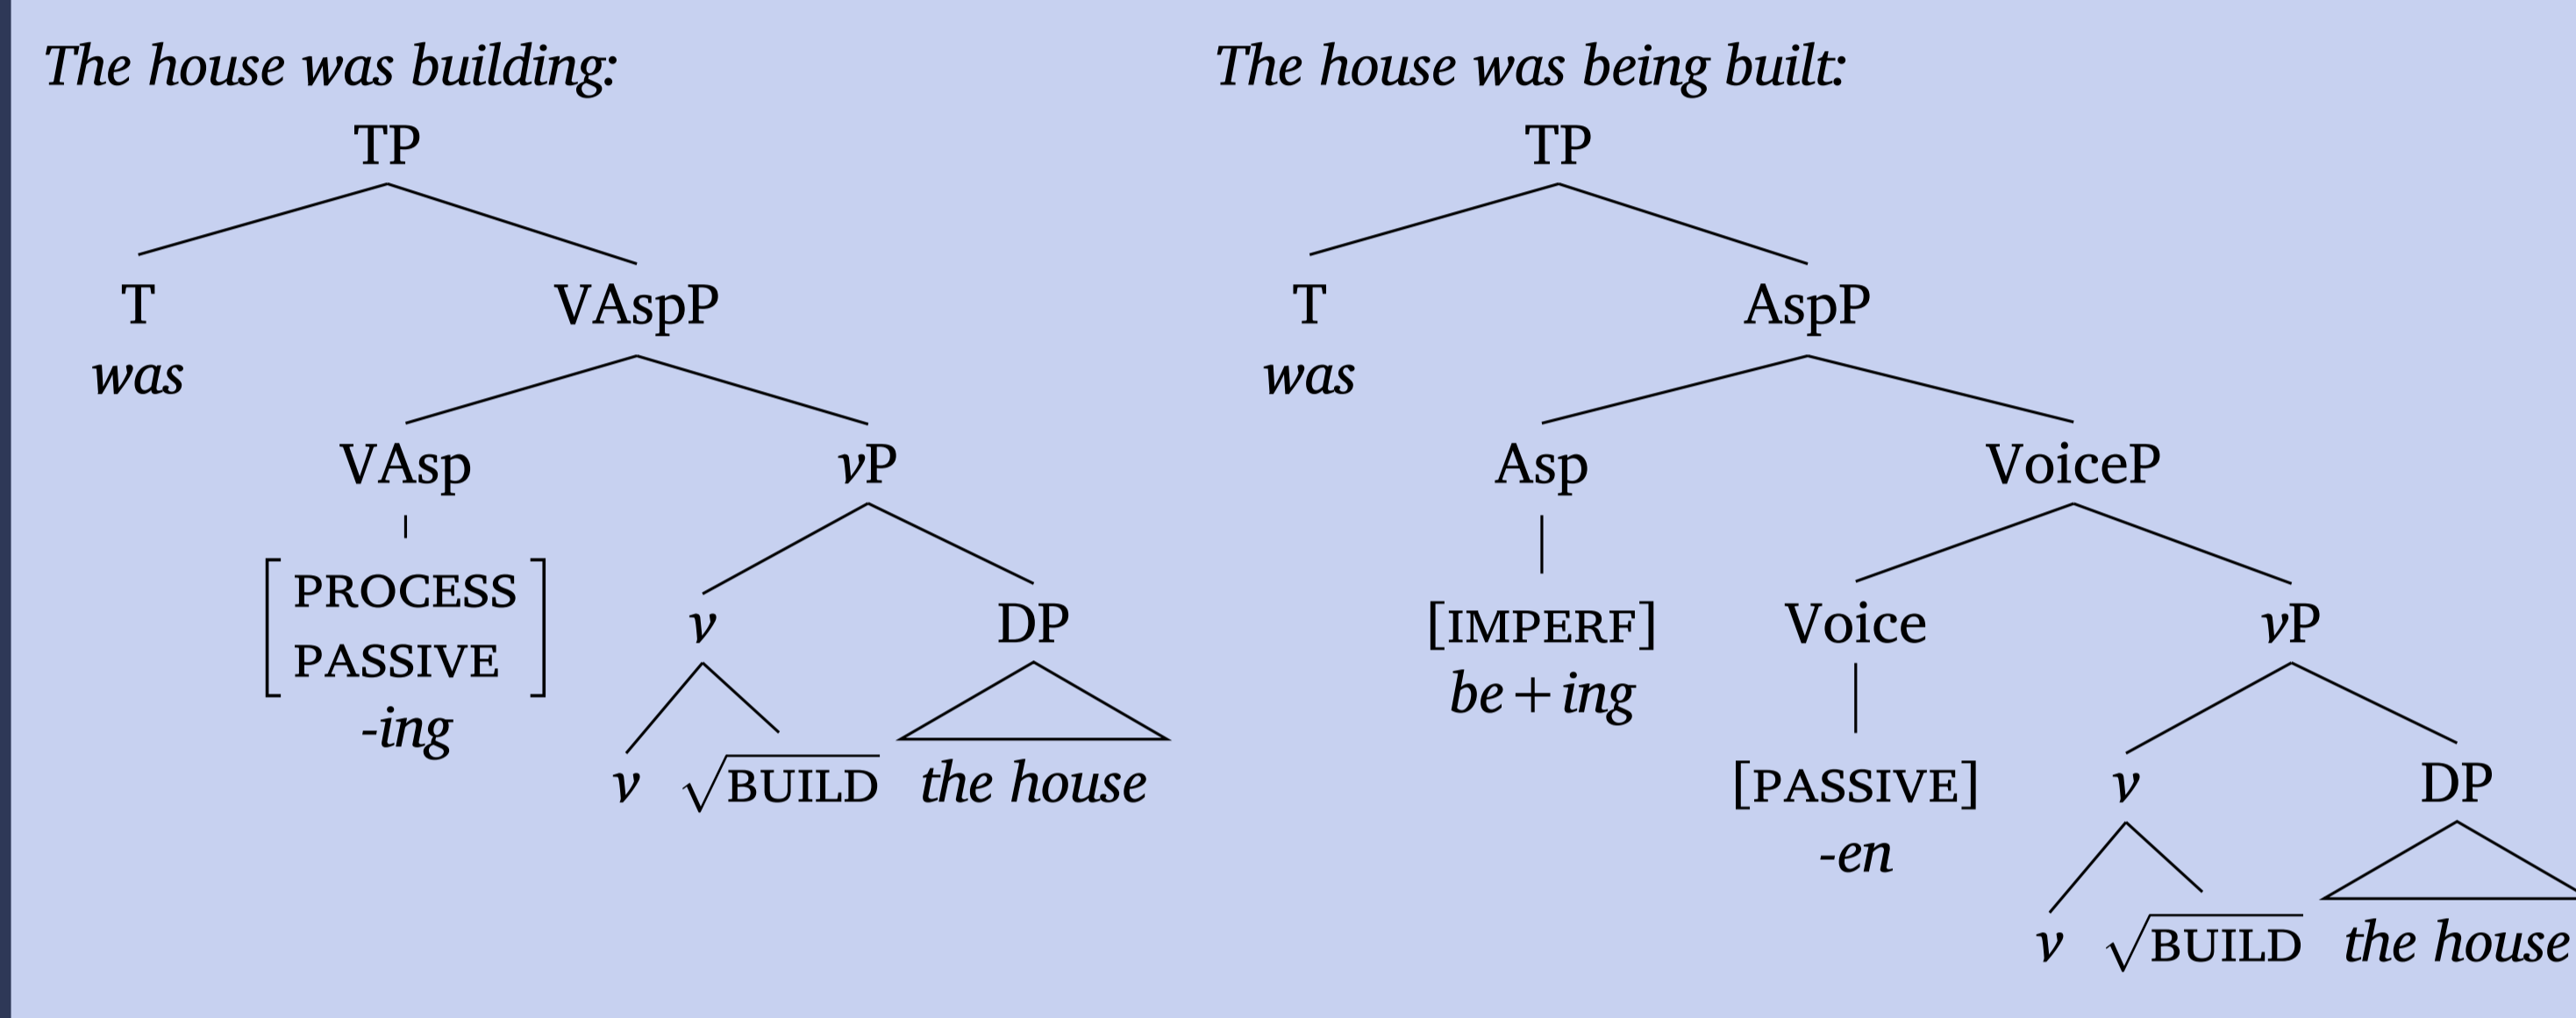 The house was building:
TP
T
was
VAspP
VAsp
[PROCESS
PASSIVE]
-ing
vP
v
v
√BUILD
DP
the house
The house was being built:
TP
T
was
AspP
Asp
[IMPERF]
be + ing
VoiceP
Voice
[PASSIVE]
-en
vP
v
v
√BUILD
DP
the house